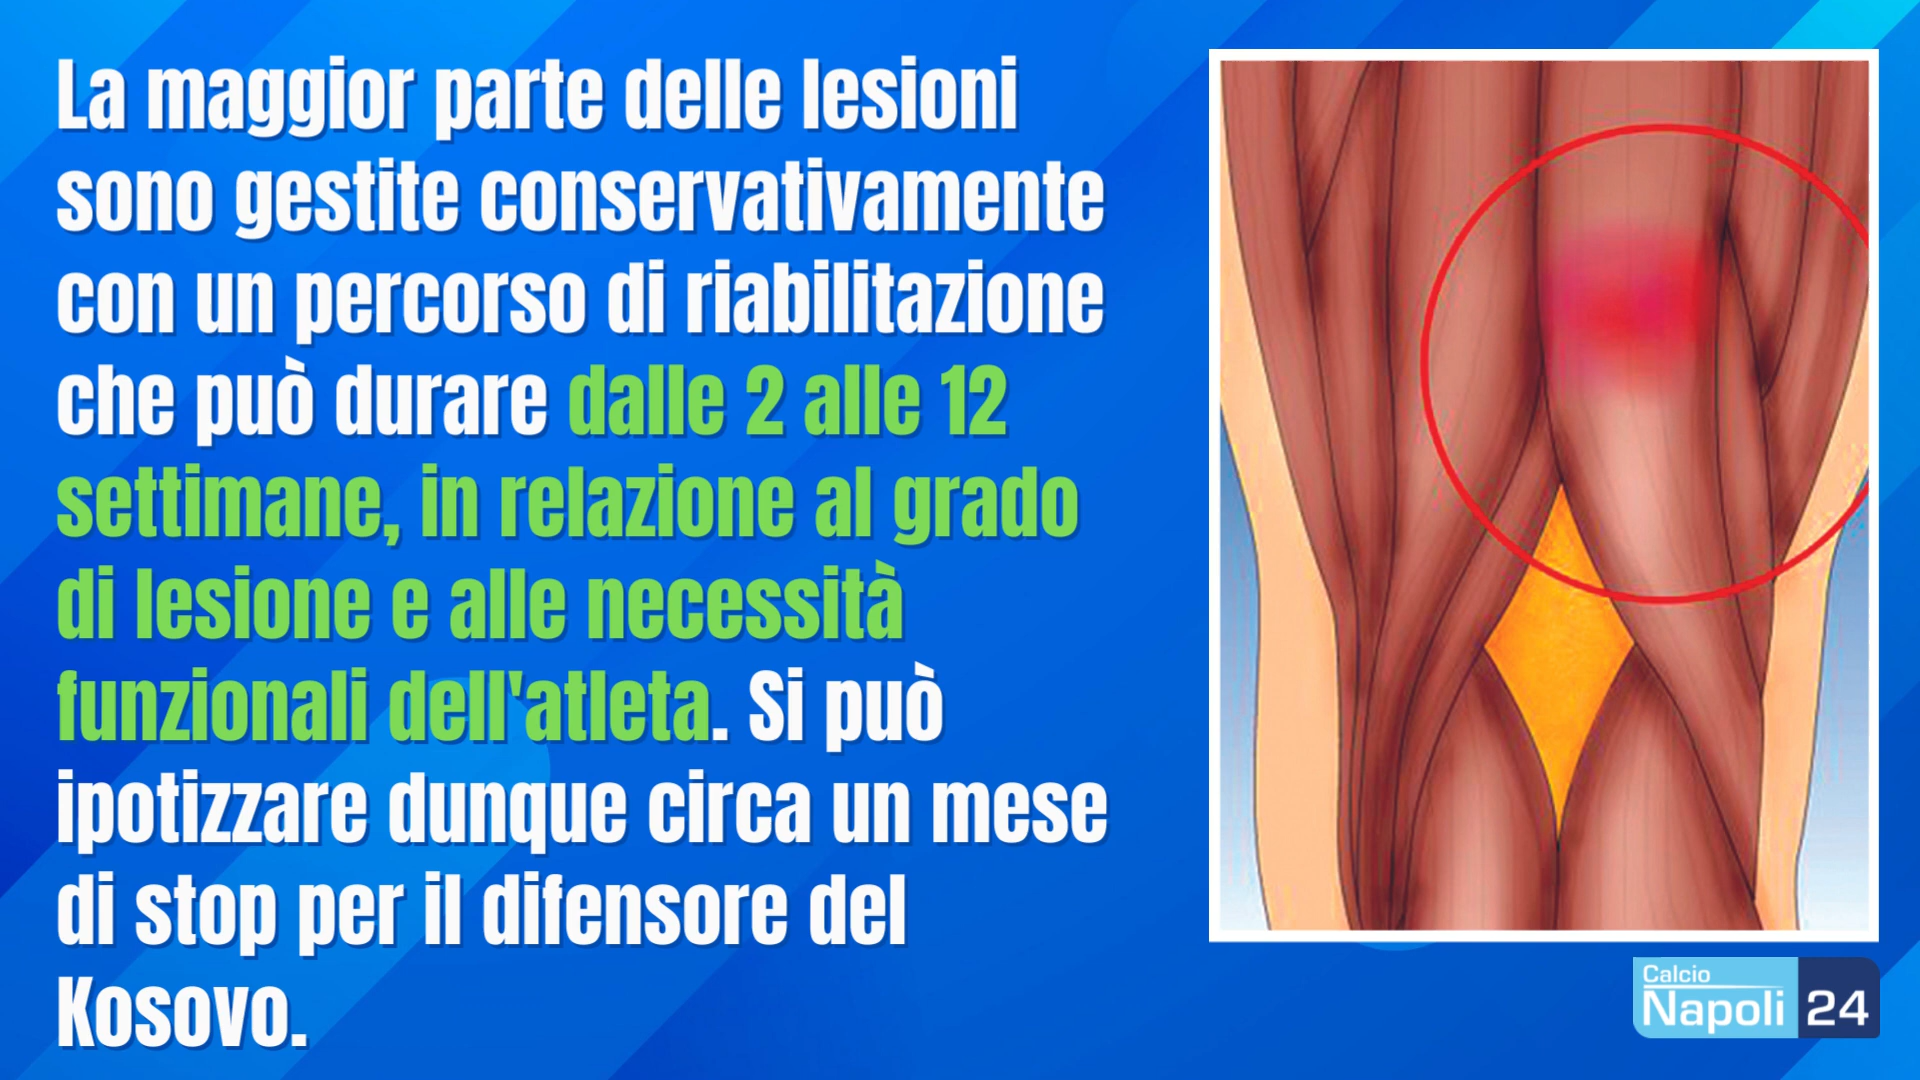 La maggior parte delle lesioni
sono gestite conservativamente
con un percorso di riabilitazione
che può durare dalle 2 alle 12
settimane, in relazione al grado
di lesione e alle necessità
funzionali dell'atleta. Si può
ipotizzare dunque circa un mese
di stop per il difensore del
Kosovo.
Calcio
Napoli 24